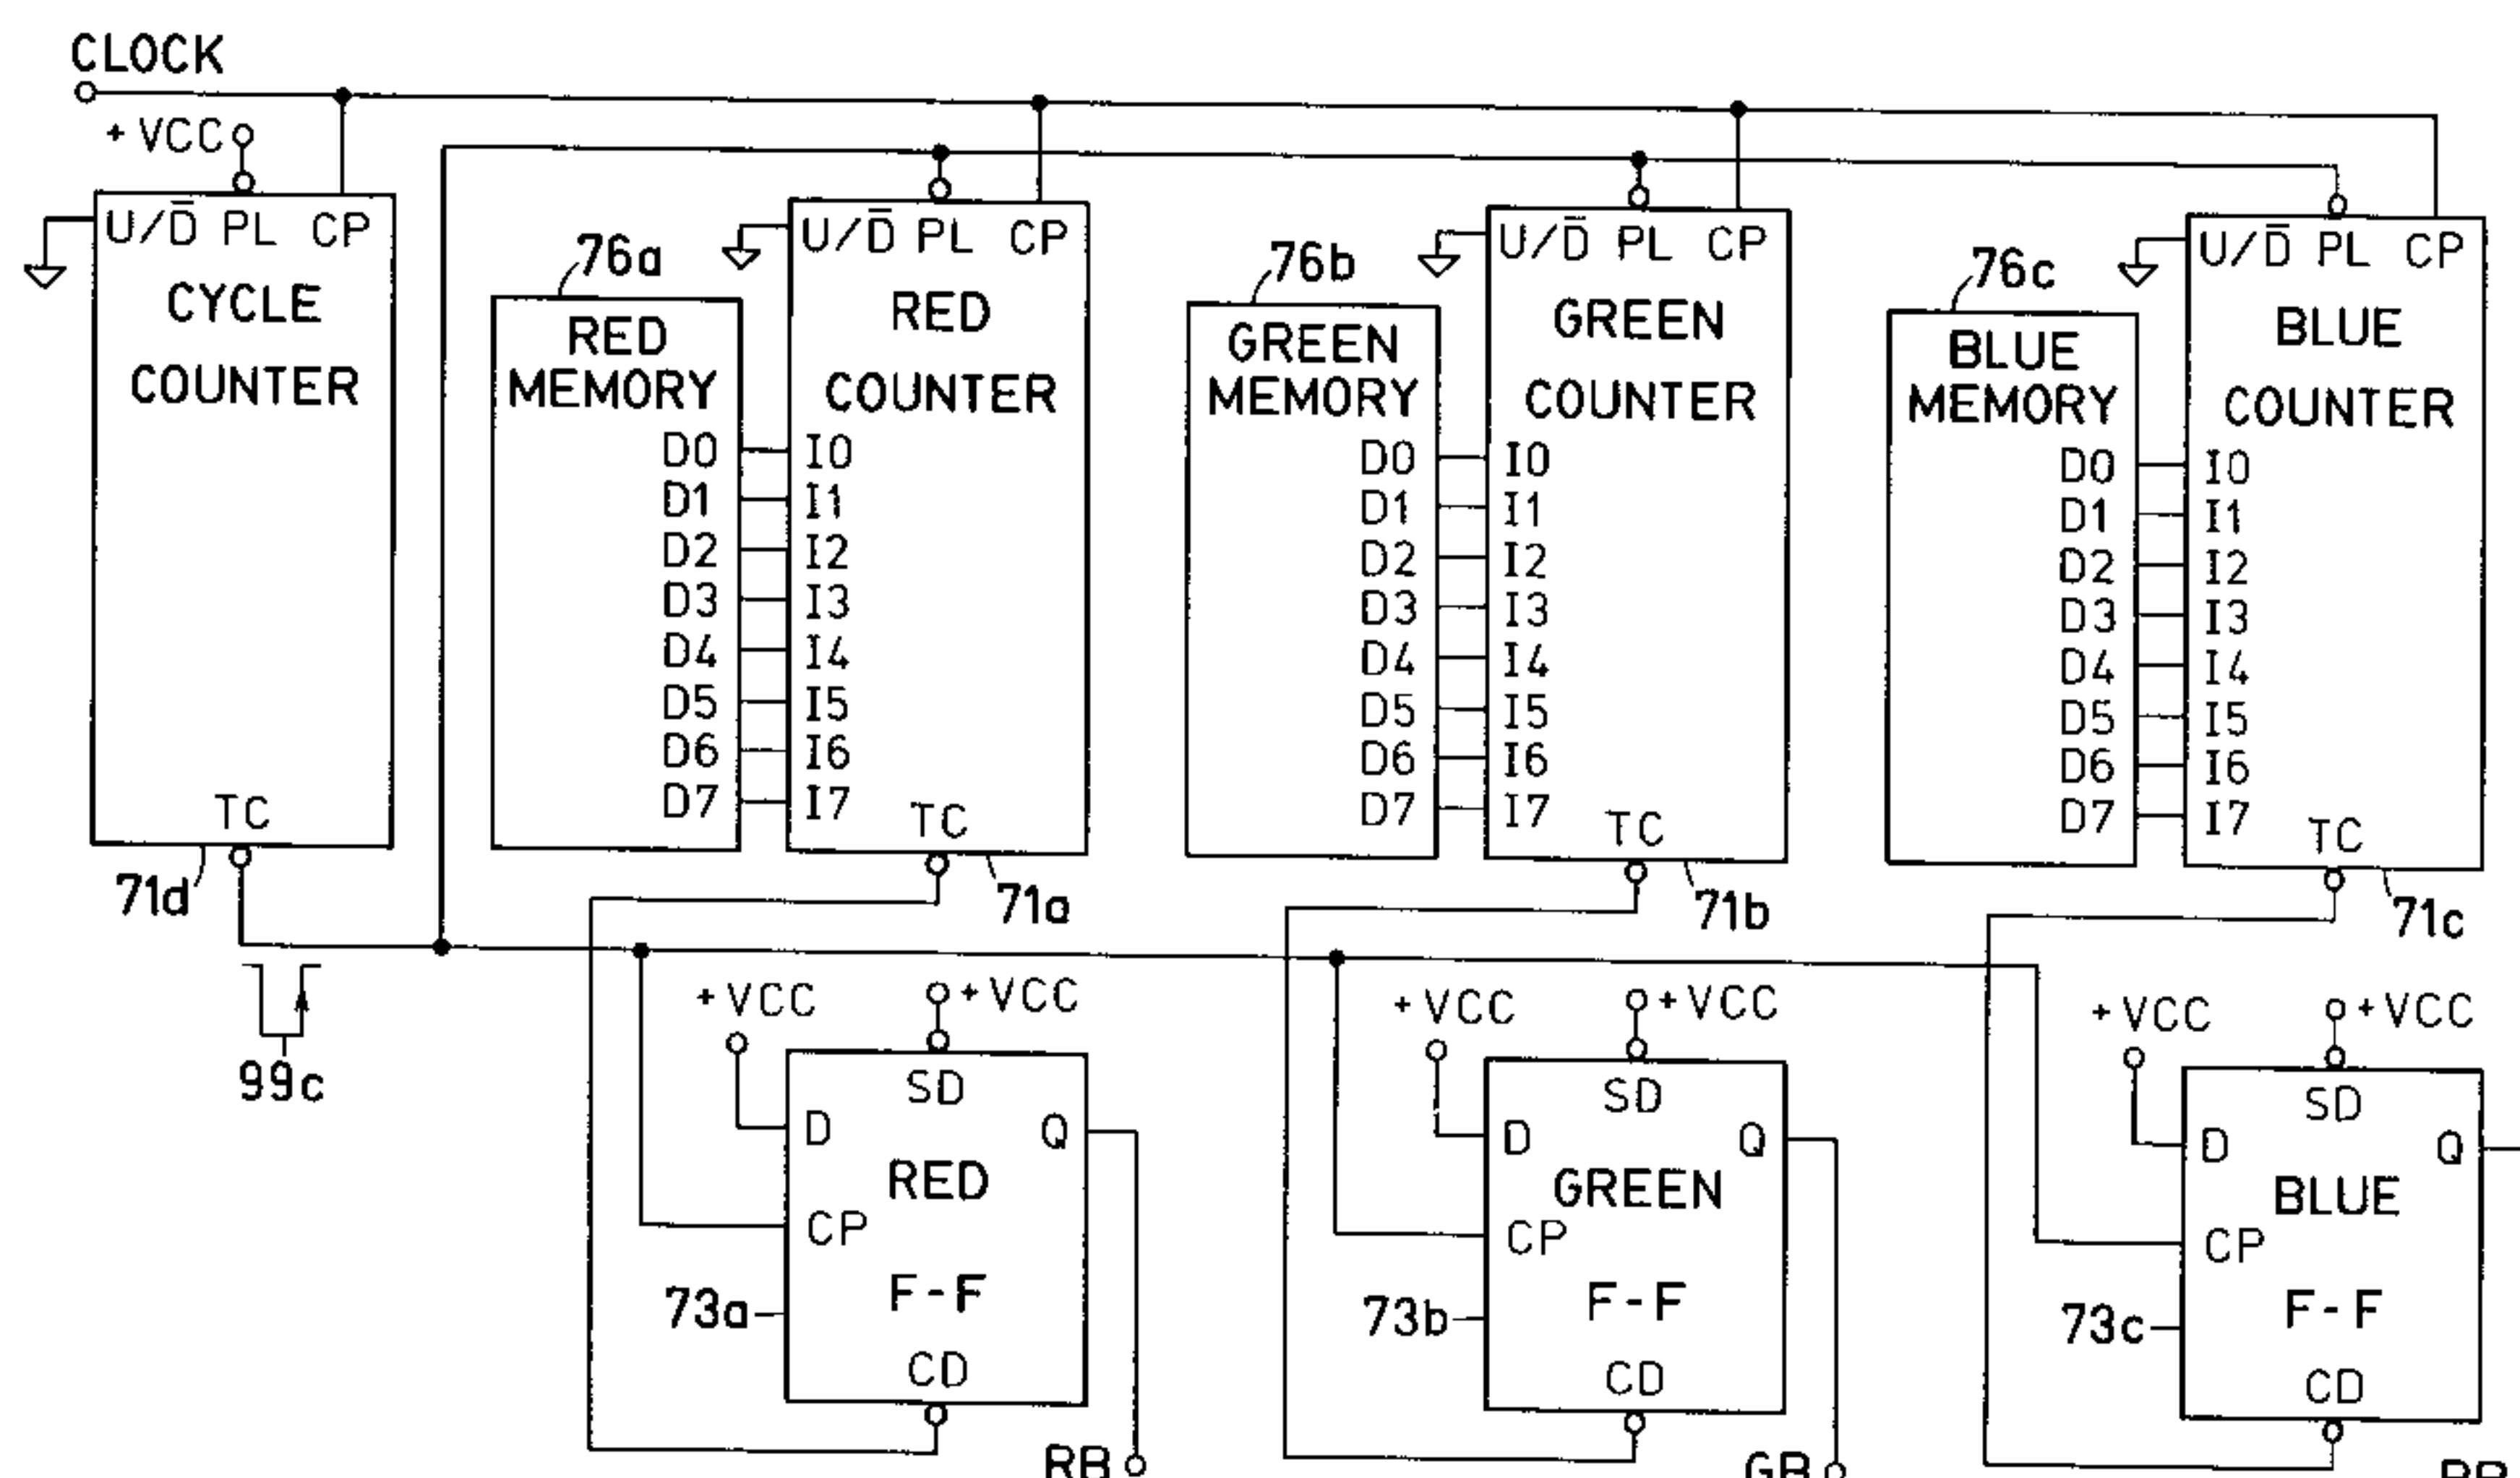 CLOCK
+ VCC
U/D̅ PL CP
CYCLE
COUNTER
TC
71d
76a
RED
MEMORY
D0
D1
D2
D3
D4
D5
D6
D7
U/D̅ PL CP
RED
COUNTER
I0
I1
I2
I3
I4
I5
I6
I7
TC
71a
76b
GREEN
MEMORY
D0
D1
D2
D3
D4
D5
D6
D7
U/D̅ PL CP
GREEN
COUNTER
I0
I1
I2
I3
I4
I5
I6
I7
TC
71b
76c
BLUE
MEMORY
D0
D1
D2
D3
D4
D5
D6
D7
U/D̅ PL CP
BLUE
COUNTER
I0
I1
I2
I3
I4
I5
I6
I7
TC
71c
99c
+ VCC
+ VCC
SD
D
Q
RED
CP
F-F
73a
CD
RB
+ VCC
+ VCC
SD
D
Q
GREEN
CP
F-F
73b
CD
GB
+ VCC
+ VCC
SD
D
Q
BLUE
CP
F-F
73c
CD